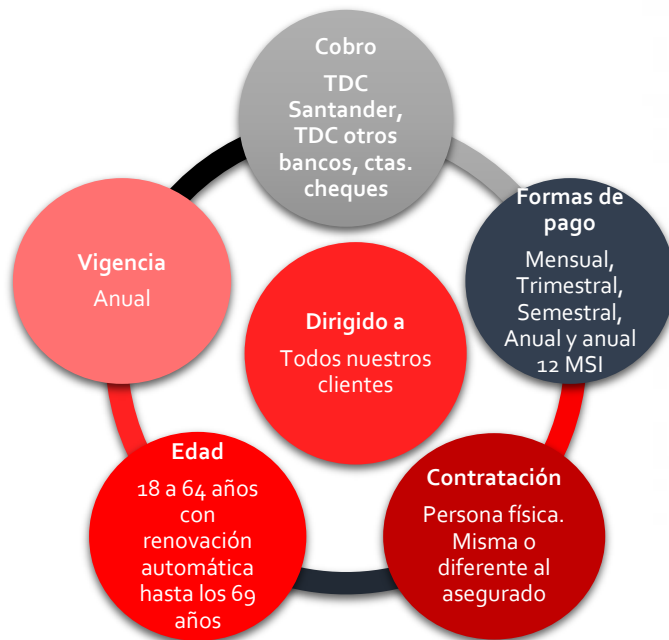 Cobro
TDC
Santander,
TDC otros
bancos, ctas.
cheques
Formas de
pago
Mensual,
Trimestral,
Semestral,
Anual y anual
12 MSI
Vigencia
Anual
Dirigido a
Todos nuestros
clientes
Edad
18 a 64 años
con
renovación
automática
hasta los 69
años
Contratación
Persona física.
Misma o
diferente al
asegurado